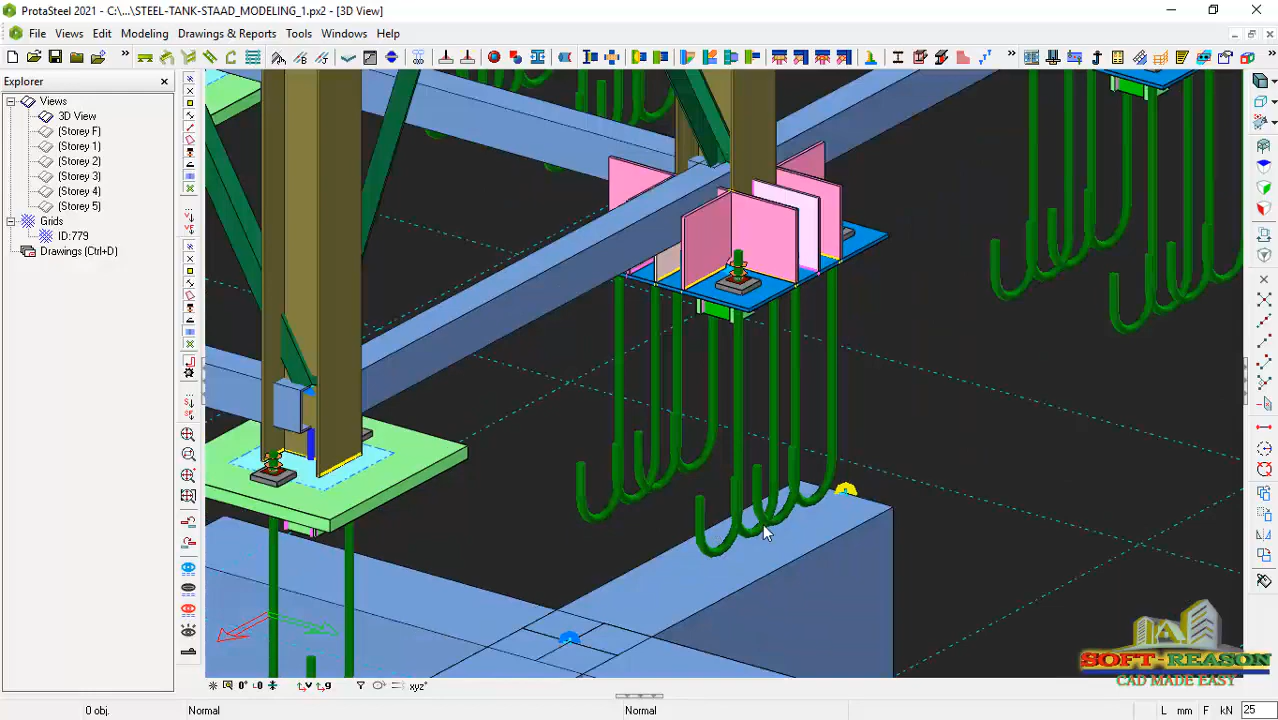 ProtaSteel 2021 - C:\...\STEEL-TANK-STAAD_MODELING_1.px2 - [3D View]
File Views Edit Modeling Drawings & Reports Tools Windows Help
Explorer
Views
3D View
(Storey F)
(Storey 1)
(Storey 2)
(Storey 3)
(Storey 4)
(Storey 5)
Grids
ID:779
Drawings (Ctrl+D)
SOFT-REASON
CAD MADE EASY
0 obj. Normal Normal L mm F kN 25